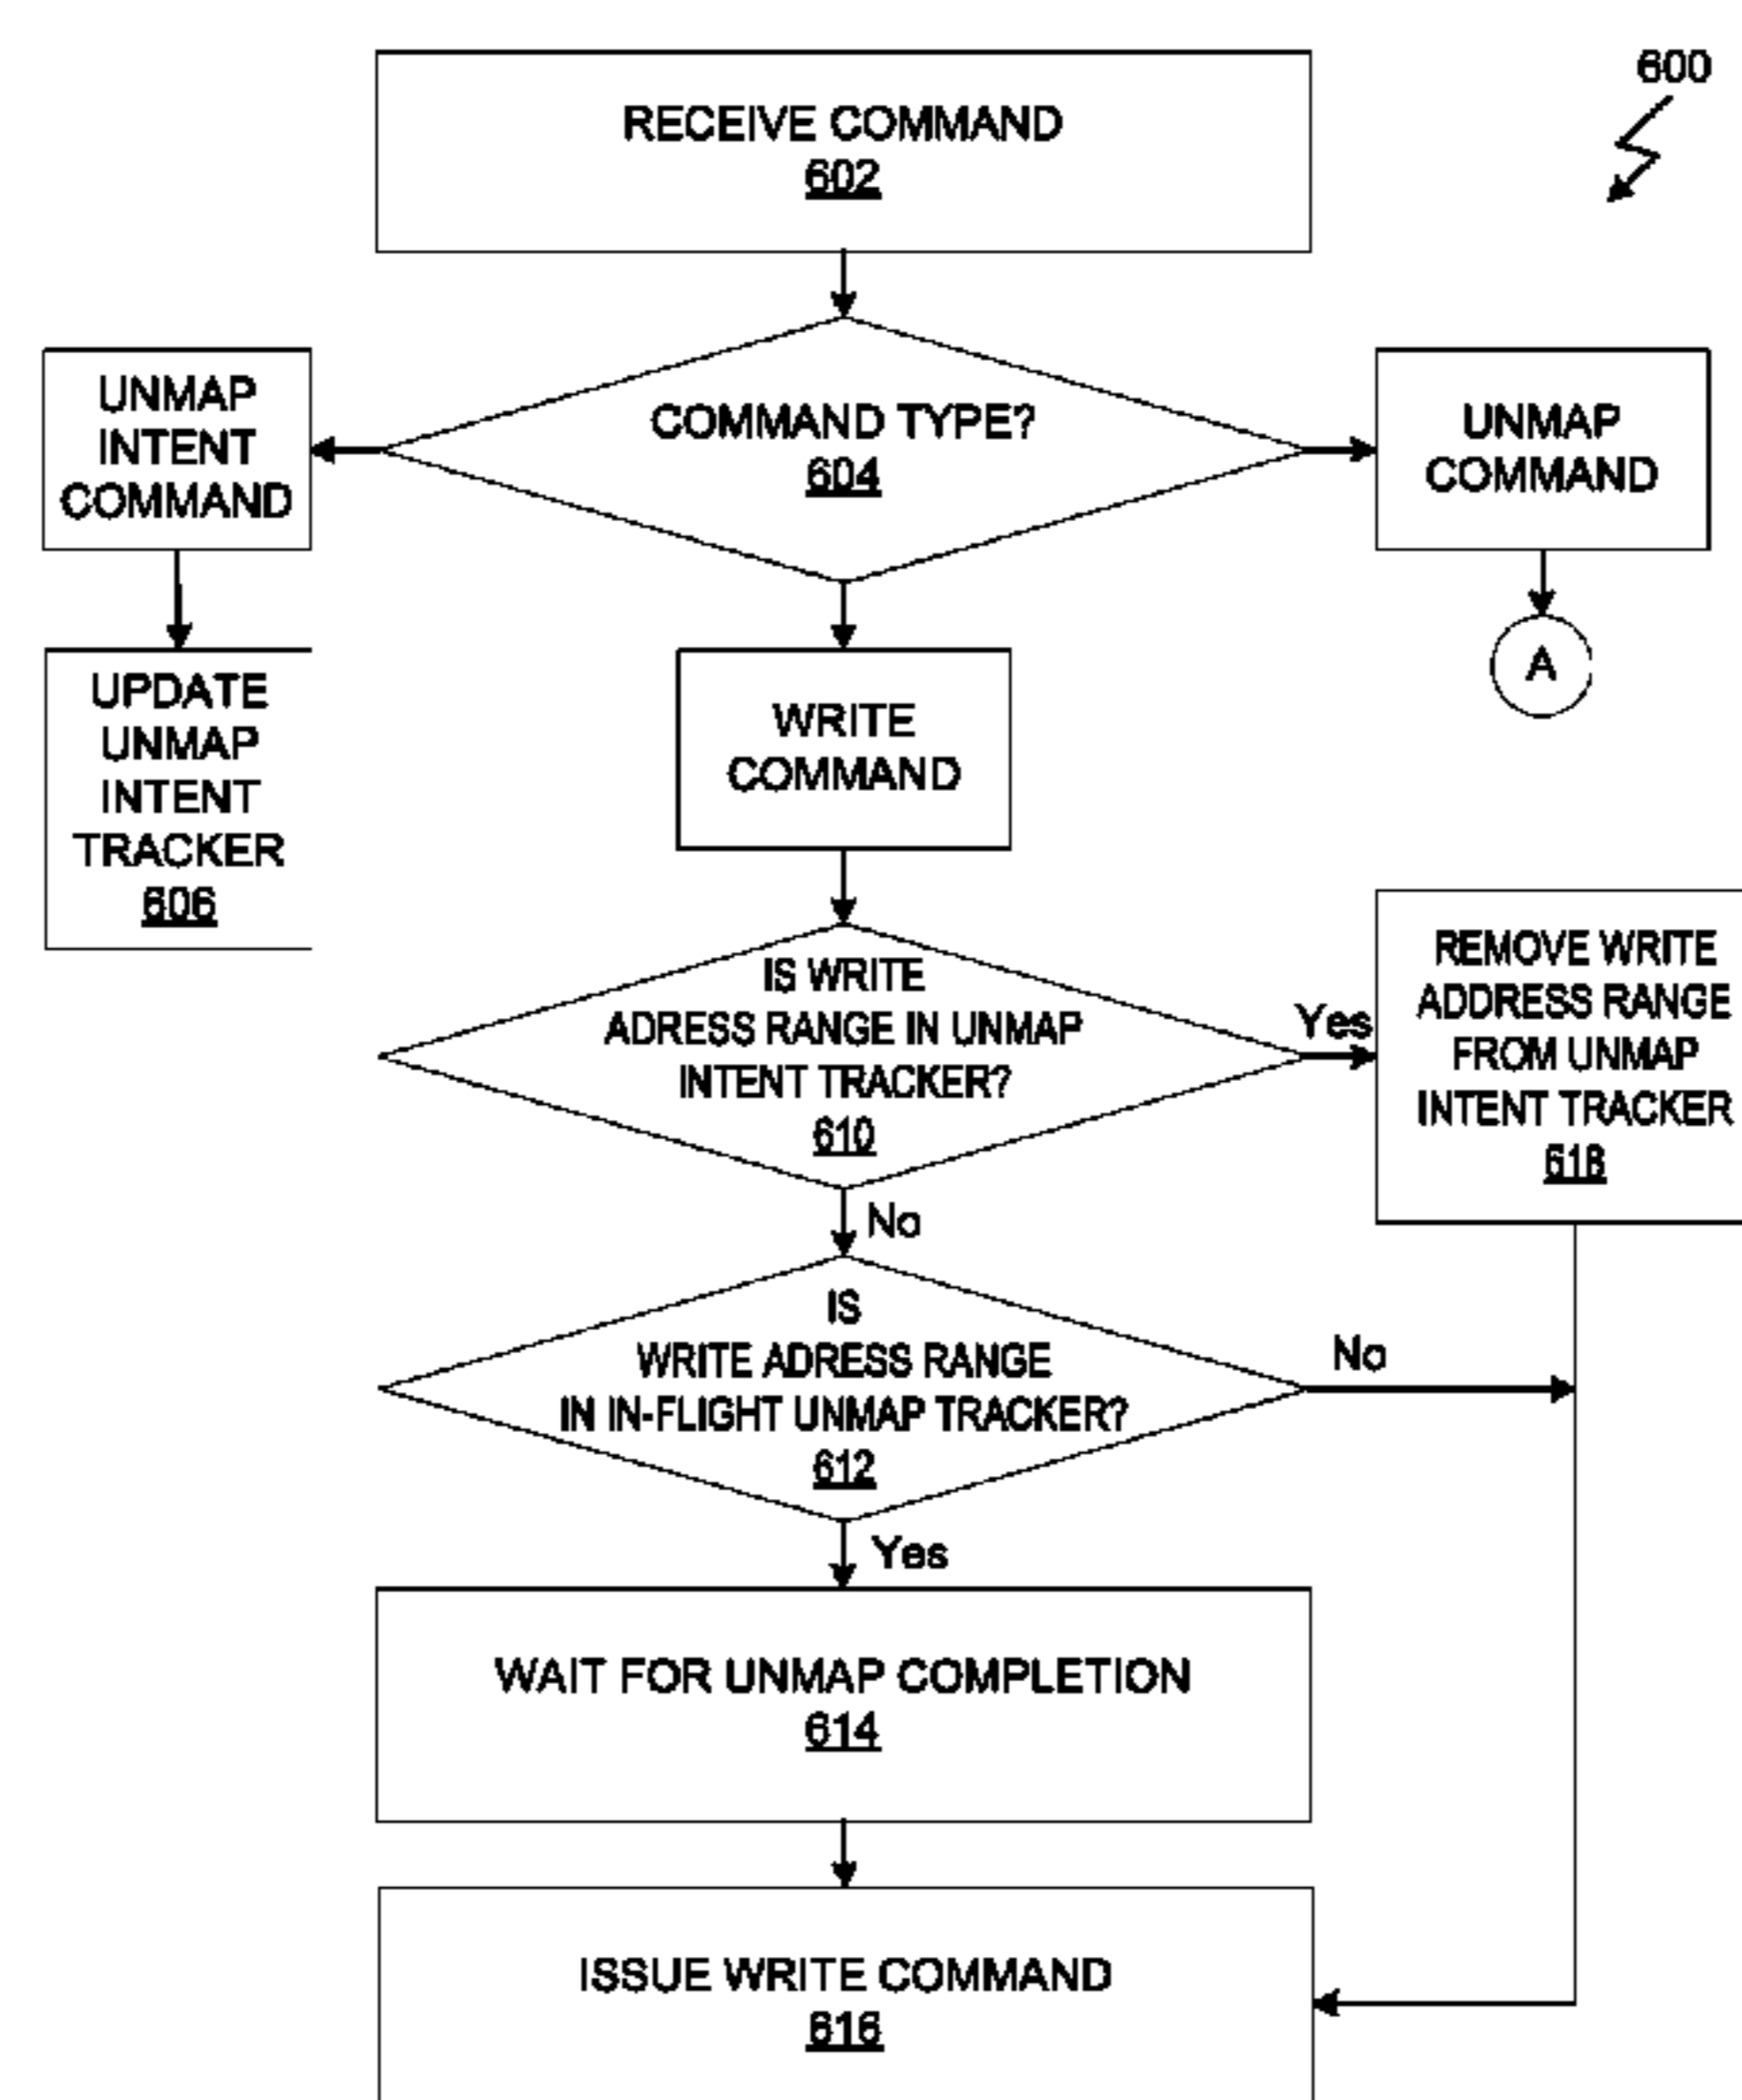 600
RECEIVE COMMAND
602
UNMAP
INTENT
COMMAND
COMMAND TYPE?
604
UNMAP
COMMAND
A
UPDATE
UNMAP
INTENT
TRACKER
606
WRITE
COMMAND
IS WRITE
ADRESS RANGE IN UNMAP
INTENT TRACKER?
610
Yes
REMOVE WRITE
ADDRESS RANGE
FROM UNMAP
INTENT TRACKER
618
No
IS
WRITE ADRESS RANGE
IN IN-FLIGHT UNMAP TRACKER?
612
No
Yes
WAIT FOR UNMAP COMPLETION
614
ISSUE WRITE COMMAND
616